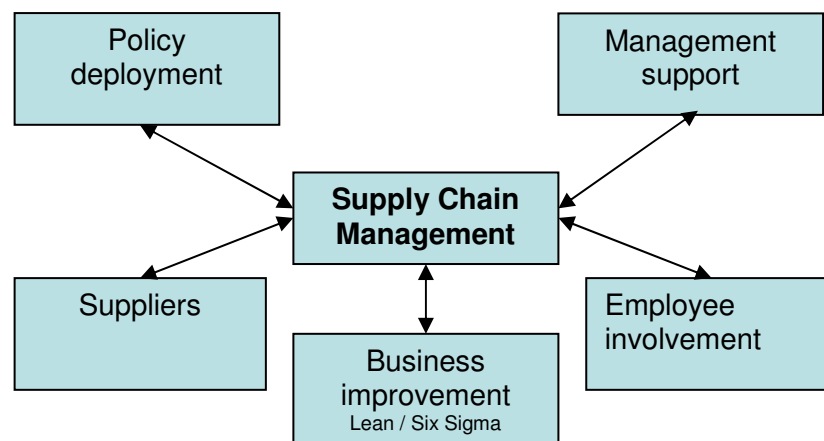 Policy
deployment
Management
support
Supply Chain
Management
Suppliers
Employee
involvement
Business
improvement
Lean / Six Sigma